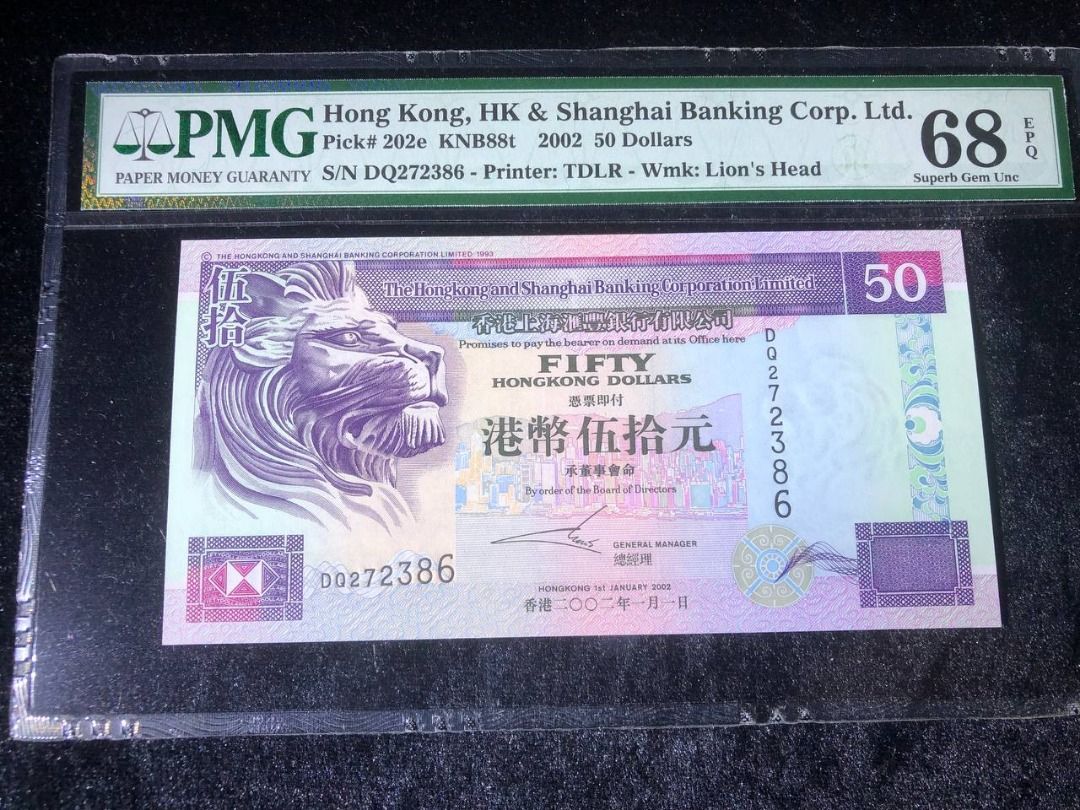 PMG
PAPER MONEY GUARANTY
Hong Kong, HK & Shanghai Banking Corp. Ltd.
Pick# 202e KNB88t 2002 50 Dollars
S/N DQ272386 - Printer: TDLR - Wmk: Lion's Head
68
EPQ
Superb Gem Unc
© THE HONGKONG AND SHANGHAI BANKING CORPORATION LIMITED 1993
伍拾
The Hongkong and Shanghai Banking Corporation Limited
50
香港上海滙豐銀行有限公司
Promises to pay the bearer on demand at its Office here
FIFTY
HONGKONG DOLLARS
憑票即付
港幣伍拾元
承董事會命
By order of the Board of Directors
DQ272386
GENERAL MANAGER
總經理
DQ272386
HONGKONG 1st JANUARY 2002
香港二〇〇二年一月一日